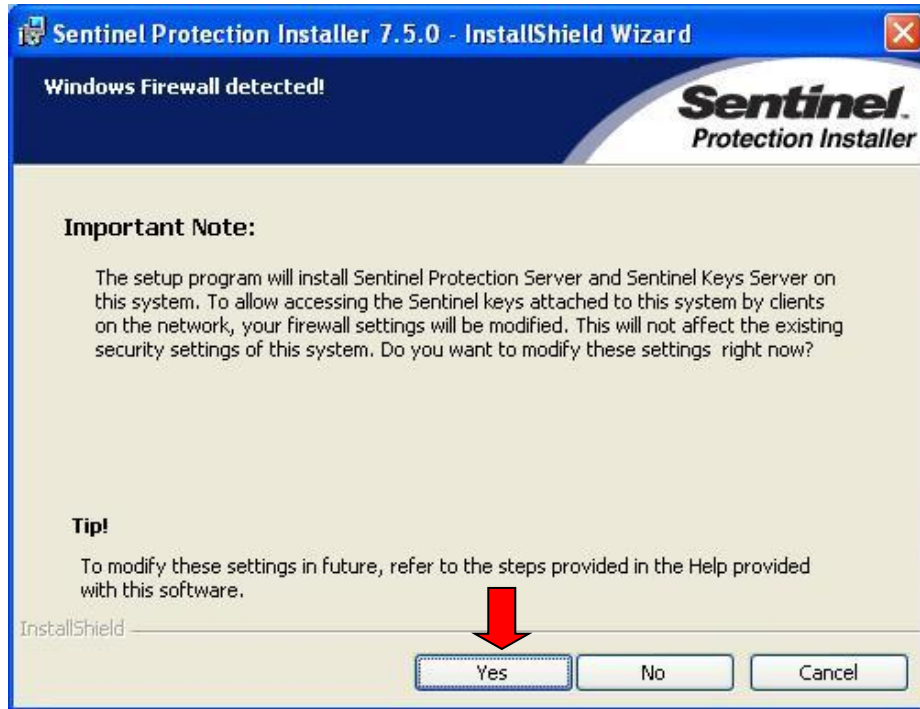 Sentinel Protection Installer 7.5.0 - InstallShield Wizard
Windows Firewall detected!
Sentinel.
Protection Installer
Important Note:
The setup program will install Sentinel Protection Server and Sentinel Keys Server on
this system. To allow accessing the Sentinel keys attached to this system by clients
on the network, your firewall settings will be modified. This will not affect the existing
security settings of this system. Do you want to modify these settings right now?
Tip!
To modify these settings in future, refer to the steps provided in the Help provided
with this software.
InstallShield
Yes
No
Cancel